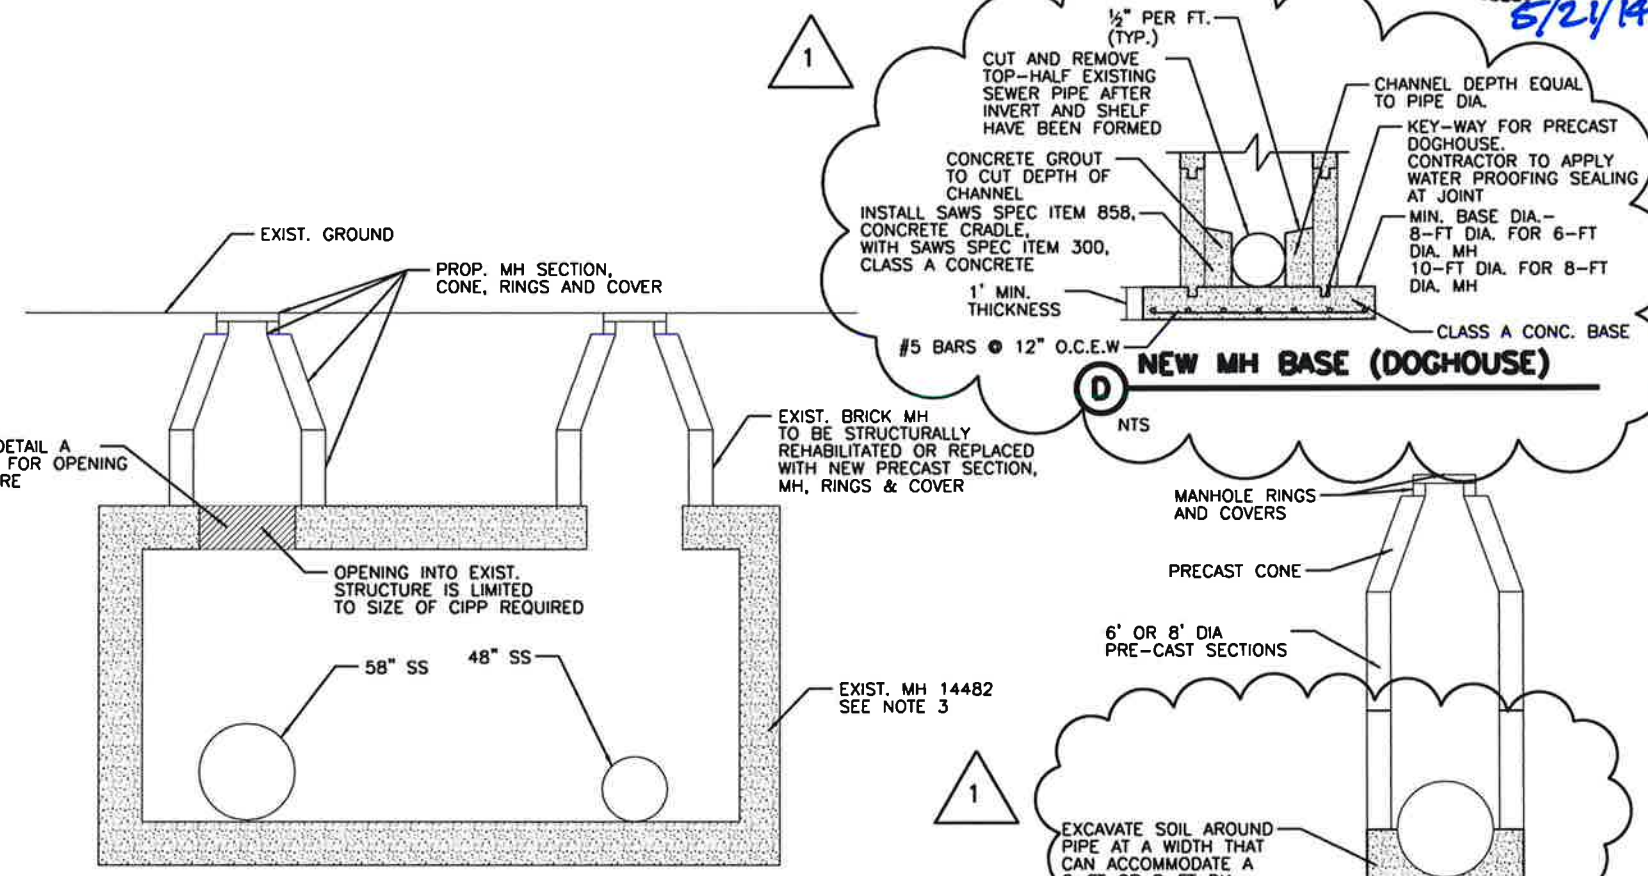 5/21/14
1
½" PER FT.
(TYP.)
CUT AND REMOVE
TOP-HALF EXISTING
SEWER PIPE AFTER
INVERT AND SHELF
HAVE BEEN FORMED
CONCRETE GROUT
TO CUT DEPTH OF
CHANNEL
INSTALL SAWS SPEC ITEM 858,
CONCRETE CRADLE,
WITH SAWS SPEC ITEM 300,
CLASS A CONCRETE
1' MIN.
THICKNESS
#5 BARS @ 12" O.C.E.W
CHANNEL DEPTH EQUAL
TO PIPE DIA.
KEY-WAY FOR PRECAST
DOGHOUSE.
CONTRACTOR TO APPLY
WATER PROOFING SEALING
AT JOINT
MIN. BASE DIA.-
8-FT DIA. FOR 6-FT
DIA. MH
10-FT DIA. FOR 8-FT
DIA. MH
CLASS A CONC. BASE
D NEW MH BASE (DOGHOUSE)
NTS
EXIST. GROUND
PROP. MH SECTION,
CONE, RINGS AND COVER
DETAIL A
FOR OPENING
RE
EXIST. BRICK MH
TO BE STRUCTURALLY
REHABILITATED OR REPLACED
WITH NEW PRECAST SECTION,
MH, RINGS & COVER
OPENING INTO EXIST.
STRUCTURE IS LIMITED
TO SIZE OF CIPP REQUIRED
58" SS
48" SS
EXIST. MH 14482
SEE NOTE 3
MANHOLE RINGS
AND COVERS
PRECAST CONE
6' OR 8' DIA
PRE-CAST SECTIONS
1
EXCAVATE SOIL AROUND
PIPE AT A WIDTH THAT
CAN ACCOMMODATE A